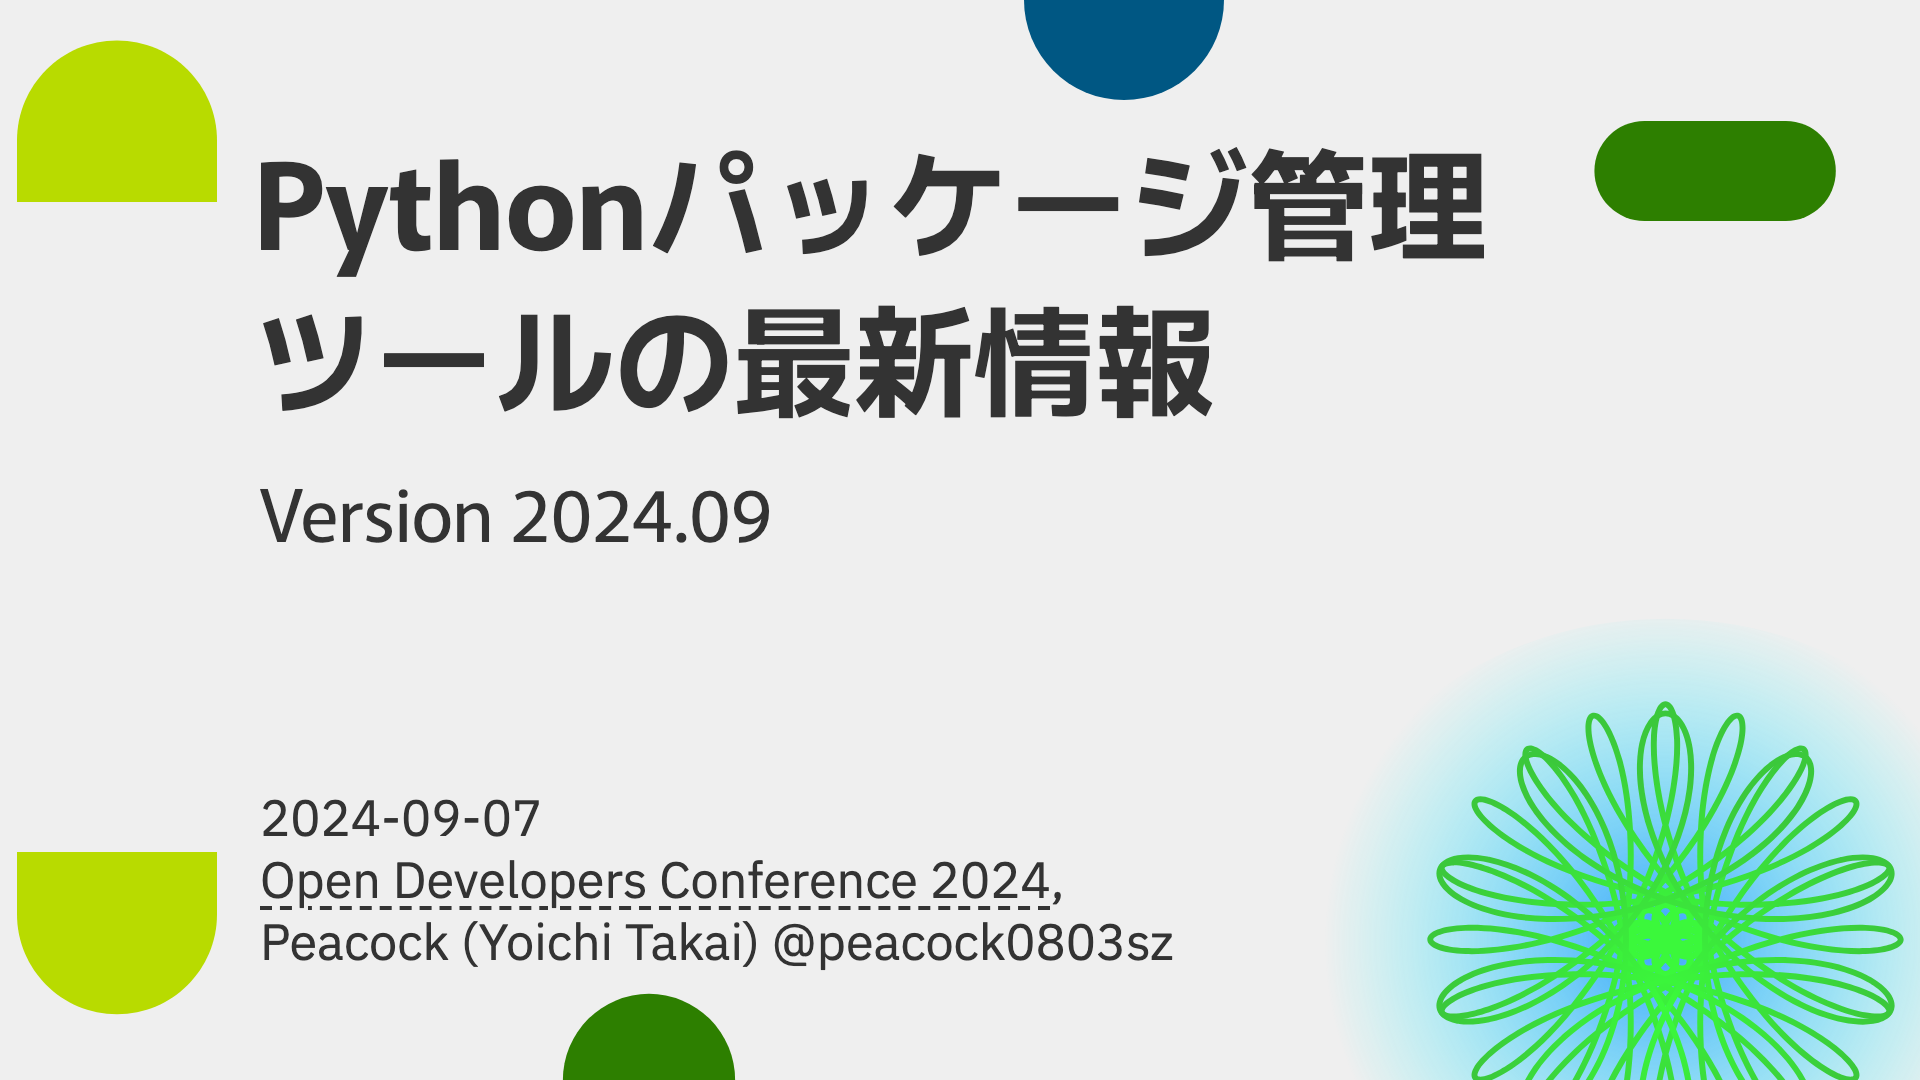 Pythonパッケージ管理
ツールの最新情報
Version 2024.09
2024-09-07
Open Developers Conference 2024,
Peacock (Yoichi Takai) @peacock0803sz